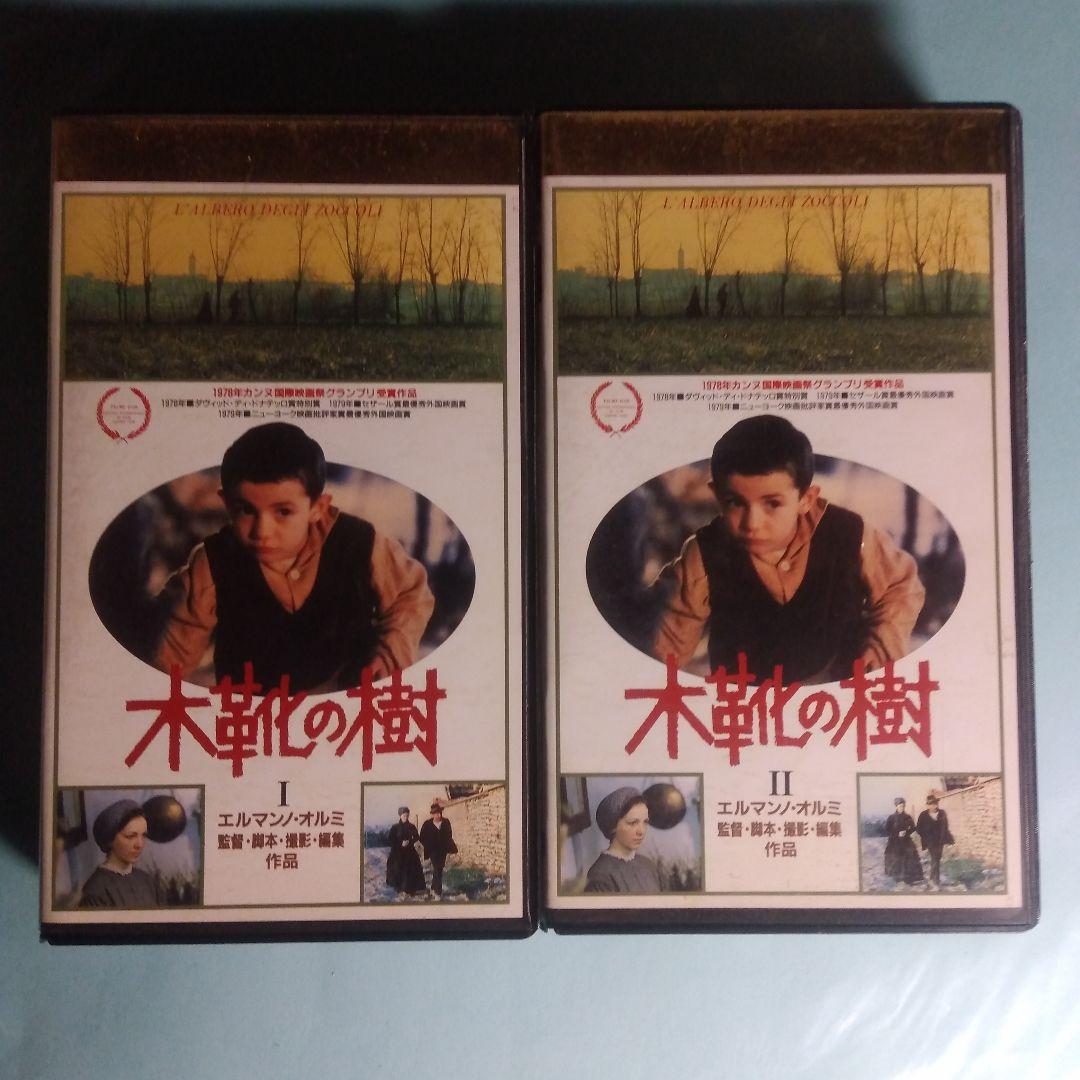 L'ALBERO DEGLI ZOCCOLI
1978年カンヌ国際映画祭グランプリ受賞作品
1978年■ダヴィッド・ディ・ドナテッロ賞特別賞 1979年■セザール賞最優秀外国映画賞
1979年■ニューヨーク映画批評家賞最優秀外国映画賞
木靴の樹
I
エルマンノ・オルミ
監督・脚本・撮影・編集
作品
L'ALBERO DEGLI ZOCCOLI
1978年カンヌ国際映画祭グランプリ受賞作品
1978年■ダヴィッド・ディ・ドナテッロ賞特別賞 1979年■セザール賞最優秀外国映画賞
1979年■ニューヨーク映画批評家賞最優秀外国映画賞
木靴の樹
II
エルマンノ・オルミ
監督・脚本・撮影・編集
作品